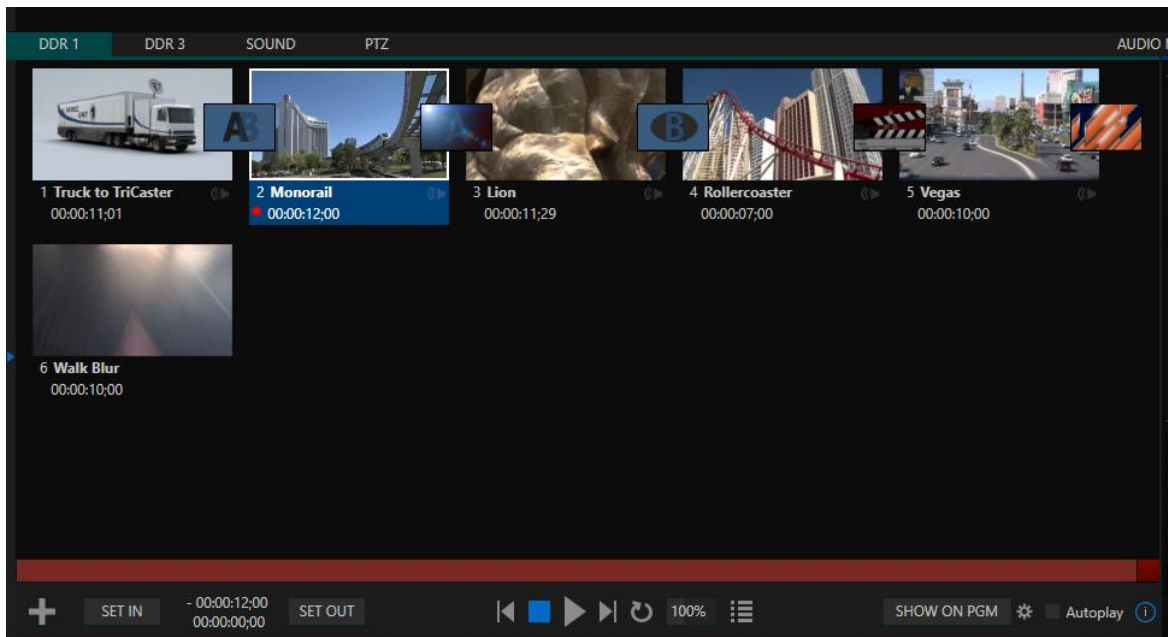 DDR 1 DDR 3 SOUND PTZ AUDIO
A B A B
1 Truck to TriCaster 2 Monorail 3 Lion 4 Rollercoaster 5 Vegas
00:00:11;01 00:00:12;00 00:00:11;29 00:00:07;00 00:00:10;00
6 Walk Blur
00:00:10;00
SET IN - 00:00:12;00 SET OUT 100% SHOW ON PGM Autoplay
00:00:00;00